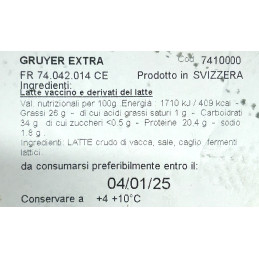 GRUYER EXTRA Cod. 7410000
FR 74.042.014 CE Prodotto in SVIZZERA
Ingredienti:
Latte vaccino e derivati del latte
Val. nutrizionali per 100g. Energia : 1710 kJ / 409 kcal -
Grassi 26 g - di cui acidi grassi saturi 1 g - Carboidrati
34 g di cui zuccheri <0.5 g - Proteine 20.4 g - sodio
1.8 g .
Ingredienti: LATTE crudo di vacca, sale, caglio, fermenti
lattici.
da consumarsi preferibilmente entro il:
04/01/25
Conservare a +4 +10°C